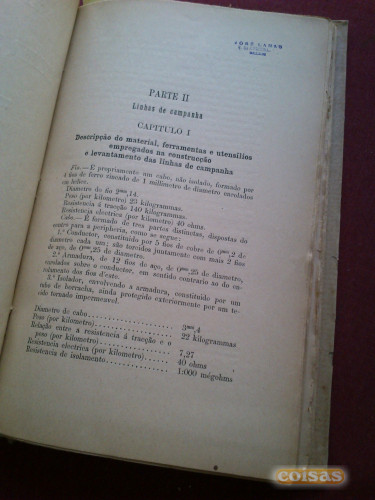 JOSÉ
PARTE II
Linhas de campanha
CAPITULO I
Descripção do material, ferramentas e utensilios
empregados na construcção
e levantamento das linhas de campanha
Fio.—É propriamente um cabo, não isolado, formado por
4 fios de ferro zincado de 1 millimetro de diametro enrolados
em helice.
Diametro do fio 2mm,14.
Peso (por kilometro) 23 kilogrammas.
Resistencia á tracção 140 kilogrammas.
Resistencia electrica (por kilometro) 49 ohms.
Cabo.—É formado de tres partes distinctas, dispostas do
centro para a peripheria, como se segue:
1.º Conductor, constituido por 5 fios de cobre de 0mm,2 de
diametro cada um; são torcidos juntamente com mais 2 fios
de aço, de 0mm,25 de diametro.
2.º Armadura, de 12 fios de aço, de 0mm,25 de diametro,
enrolados sobre o conductor, em sentido contrario ao do en-
rolamento dos fios d'este.
3.º Isolador, envolvendo a armadura, constituido por um
de borracha, ainda protegido exteriormente por um te-
cido tornado impermeavel.
Diametro do cabo 3mm,4
Peso (por kilometro) 22 kilogrammas
Relação entre a resistencia á tracção e o
peso (por kilometro) 7,27
Resistencia electrica (por kilometro) 40 ohms
Resistencia de isolamento 1:000 mégohms
coisas